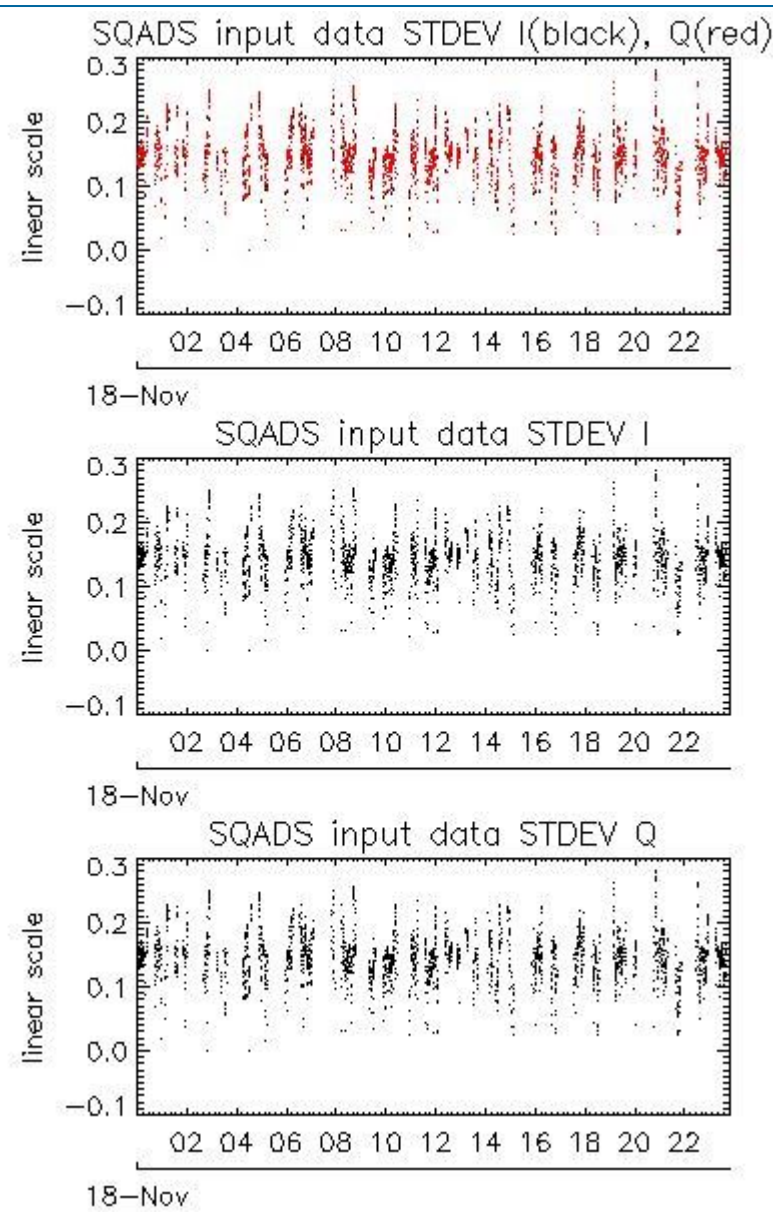 SQADS input data STDEV I(black), Q(red)
linear scale
0.3
0.2
0.1
0.0
−0.1
02 04 06 08 10 12 14 16 18 20 22
18−Nov
SQADS input data STDEV I
linear scale
0.3
0.2
0.1
0.0
−0.1
02 04 06 08 10 12 14 16 18 20 22
18−Nov
SQADS input data STDEV Q
linear scale
0.3
0.2
0.1
0.0
−0.1
02 04 06 08 10 12 14 16 18 20 22
18−Nov